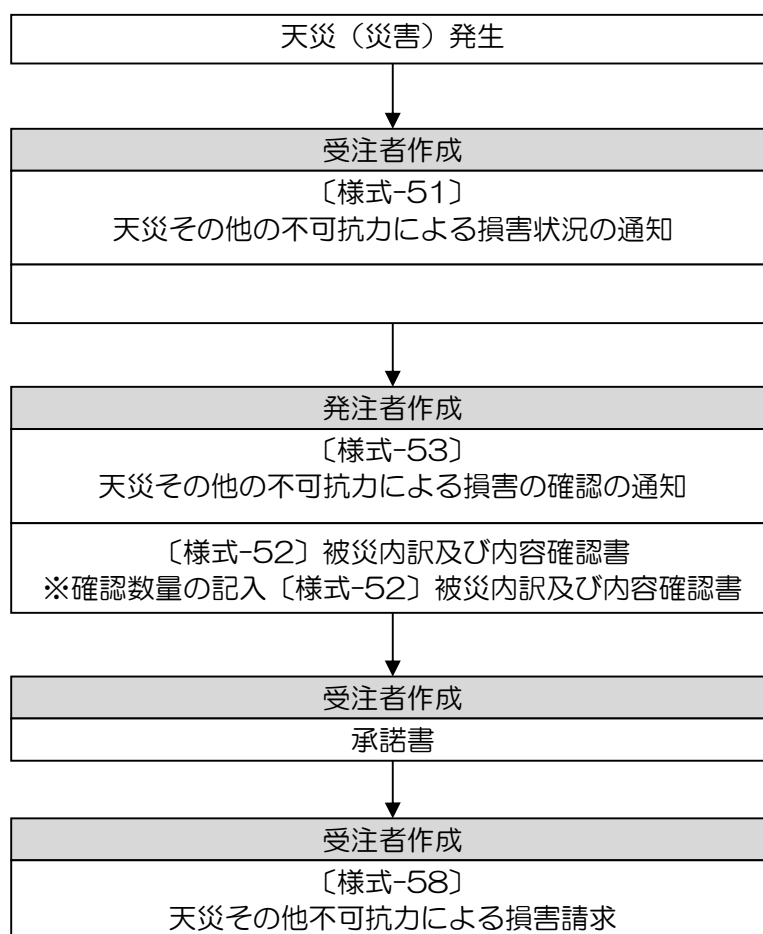 天災（災害）発生
受注者作成
〔様式-51〕
天災その他の不可抗力による損害状況の通知
発注者作成
〔様式-53〕
天災その他の不可抗力による損害の確認の通知
〔様式-52〕被災内訳及び内容確認書
※確認数量の記入〔様式-52〕被災内訳及び内容確認書
受注者作成
承諾書
受注者作成
〔様式-58〕
天災その他不可抗力による損害請求